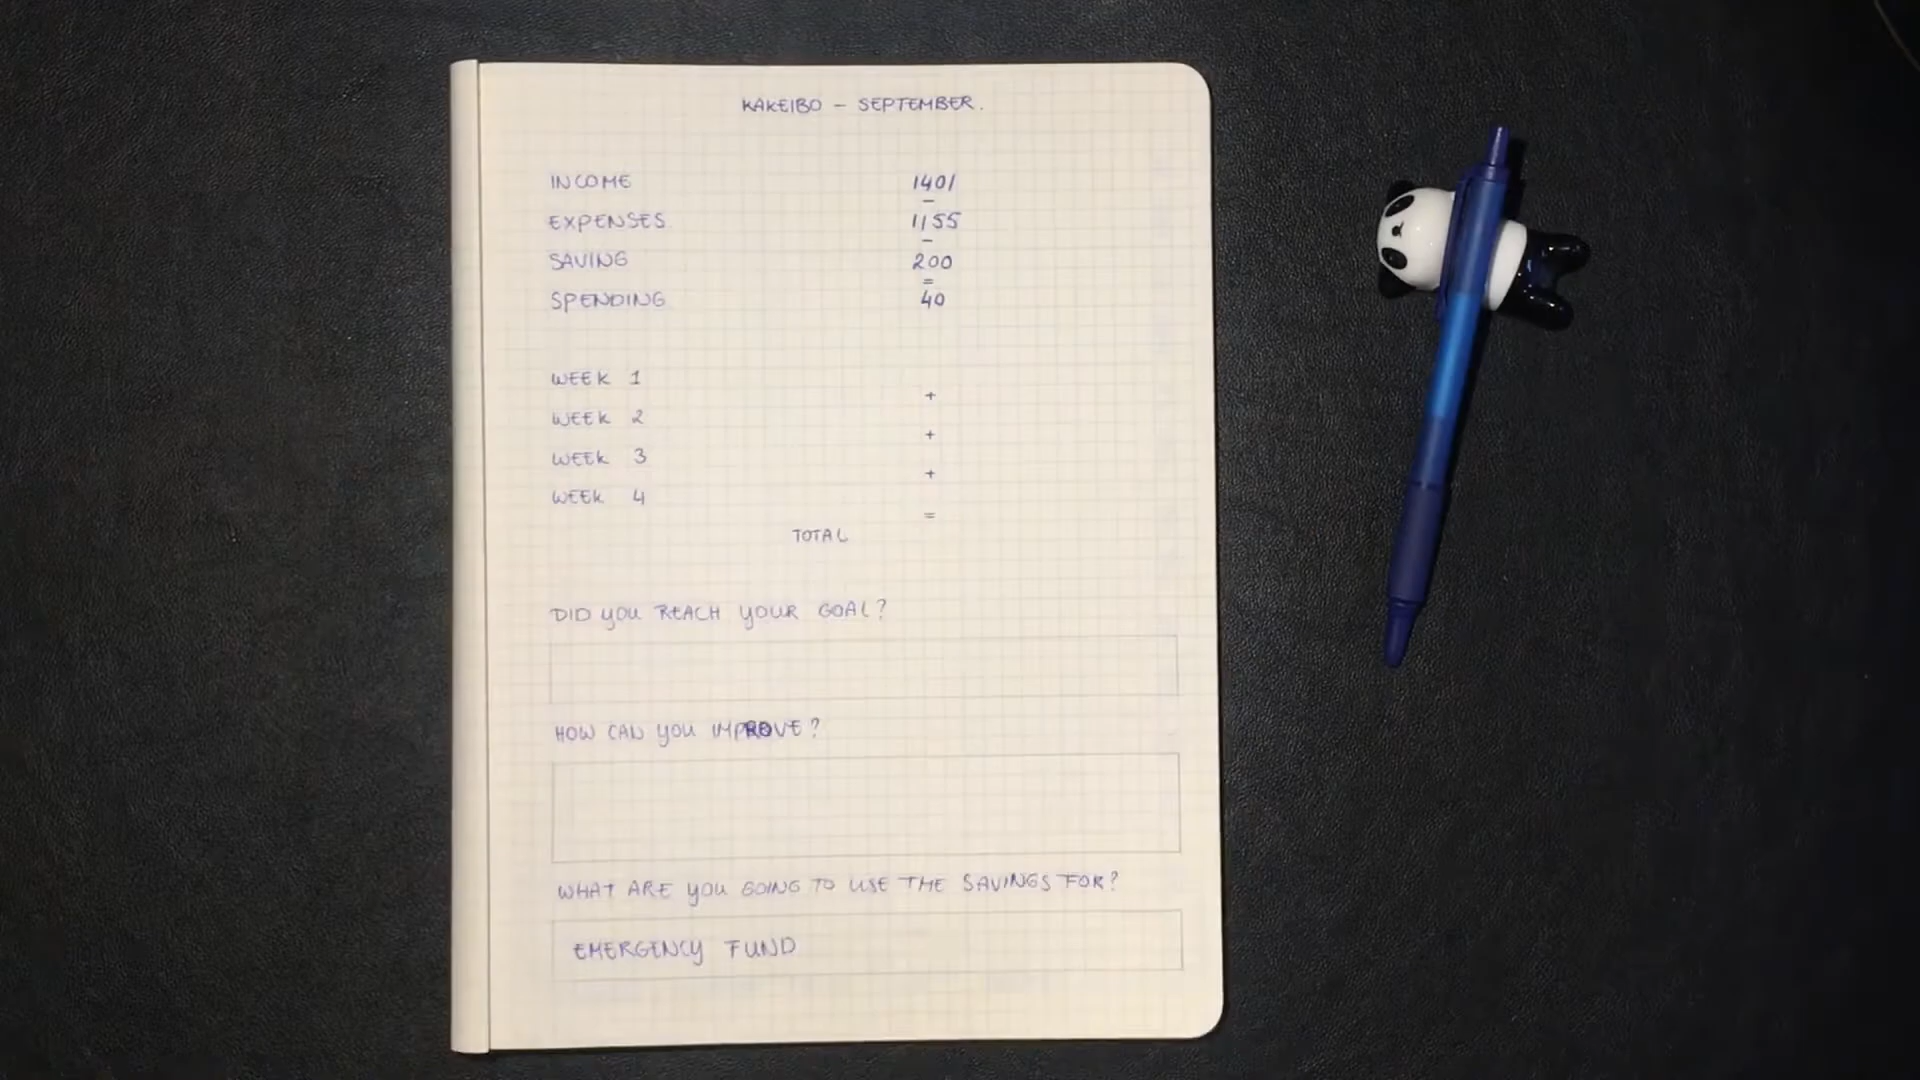 KAKEIBO - SEPTEMBER.
INCOME 1401
-
EXPENSES 1155
-
SAVING 200
=
SPENDING 40
WEEK 1
+
WEEK 2
+
WEEK 3
+
WEEK 4
=
TOTAL
DID YOU REACH YOUR GOAL?
HOW CAN YOU IMPROVE?
WHAT ARE YOU GOING TO USE THE SAVINGS FOR?
EMERGENCY FUND